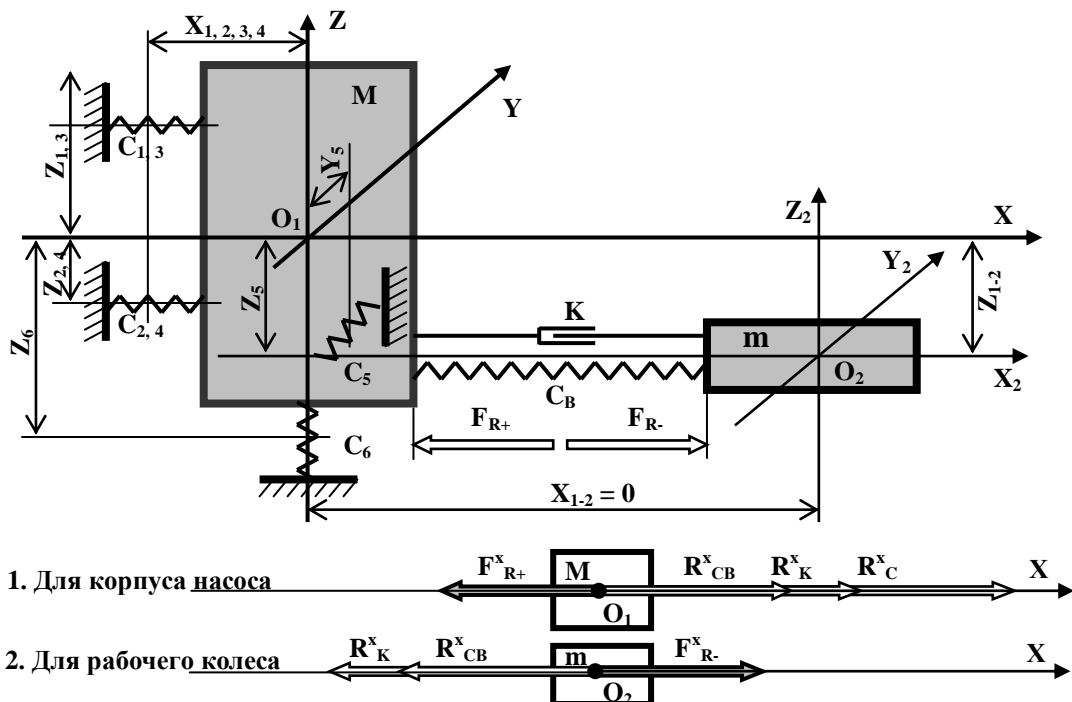 X1, 2, 3, 4
Z
M
Y
Z1, 3
C1, 3
Y5
O1
Z2
X
Z2, 4
Z5
Y2
Z1-2
Z6
C2, 4
K
m
C5
O2
X2
CB
FR+
FR-
C6
X1-2 = 0
1. Для корпуса насоса
FxR+
M
RxCB
RxK
RxC
X
O1
2. Для рабочего колеса
RxK
RxCB
m
FxR-
X
O2